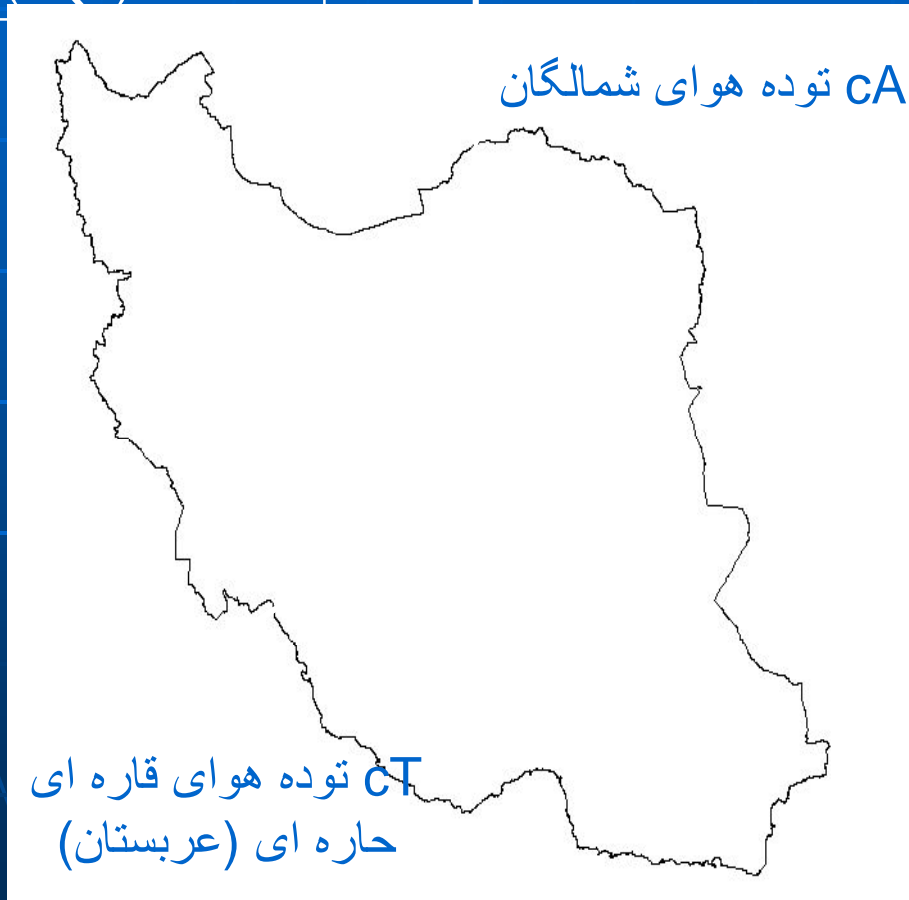 cA توده هوای شمالگان
cT توده هوای قاره ای
حاره ای (عربستان)